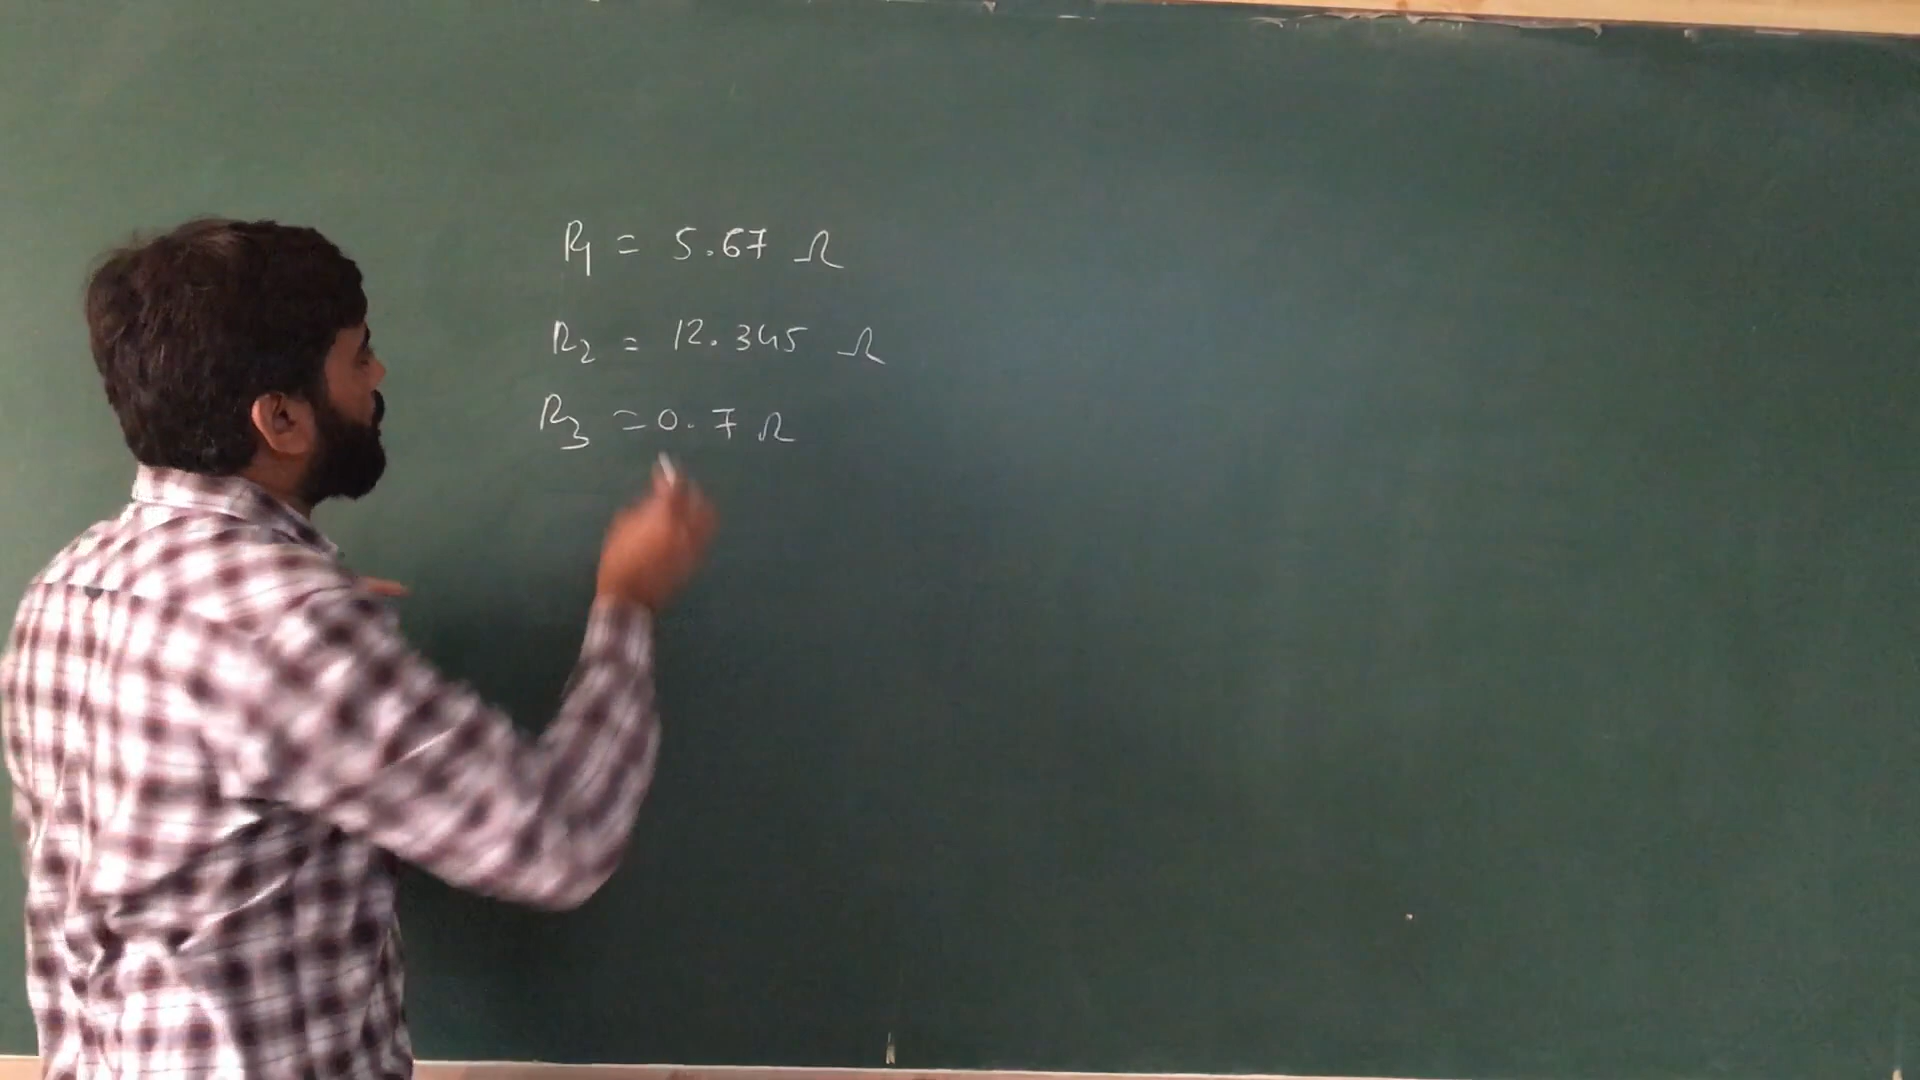 R1 = 5.67 Ω
R2 = 12.345 Ω
R3 = 0.7 Ω